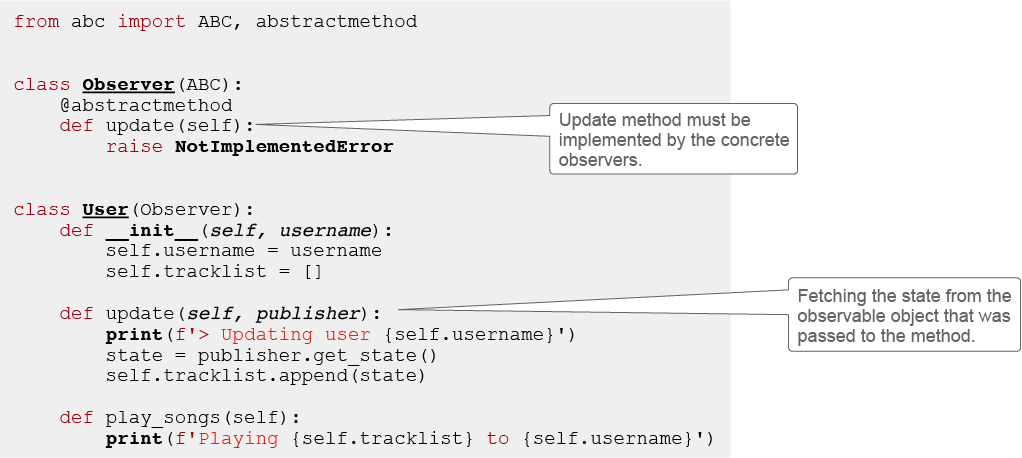 from abc import ABC, abstractmethod
class Observer(ABC):
    @abstractmethod
    def update(self):
        raise NotImplementedError
Update method must be
implemented by the concrete
observers.
class User(Observer):
    def __init__(self, username):
        self.username = username
        self.tracklist = []
    def update(self, publisher):
        print(f'> Updating user {self.username}')
        state = publisher.get_state()
        self.tracklist.append(state)
Fetching the state from the
observable object that was
passed to the method.
    def play_songs(self):
        print(f'Playing {self.tracklist} to {self.username}')